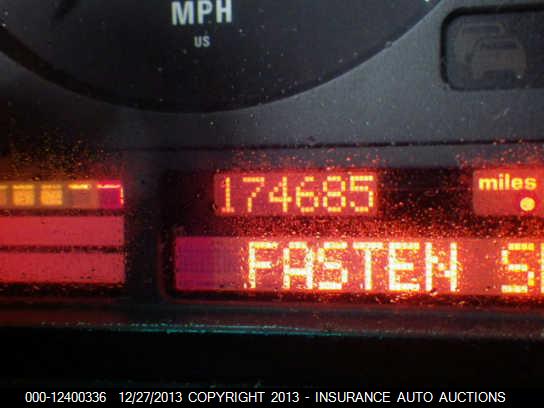 MPH
US
174685
miles
FASTEN S
000-12400336 12/27/2013 COPYRIGHT 2013 - INSURANCE AUTO AUCTIONS